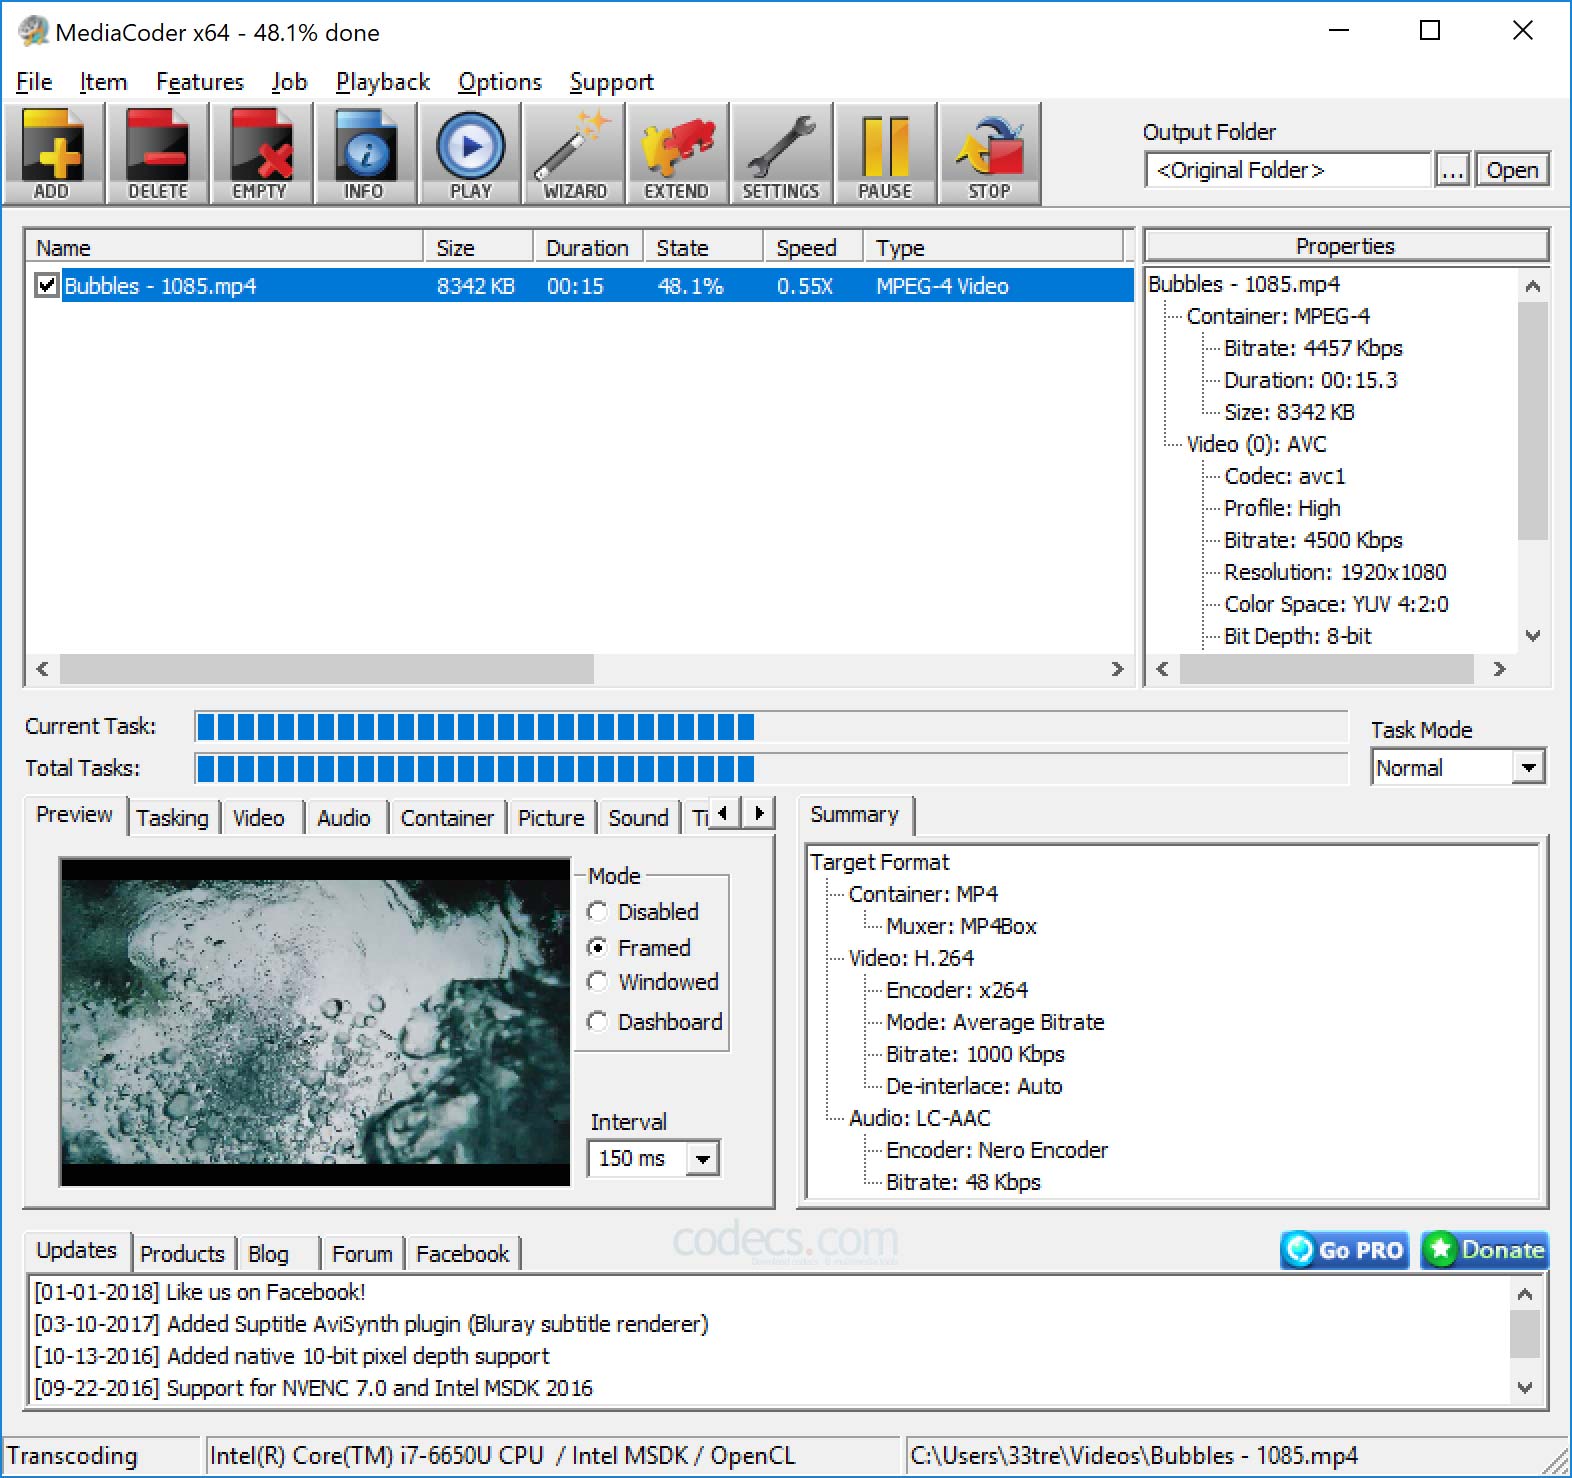 MediaCoder x64 - 48.1% done
File Item Features Job Playback Options Support
ADD DELETE EMPTY INFO PLAY WIZARD EXTEND SETTINGS PAUSE STOP
Output Folder
<Original Folder> ... Open
Name Size Duration State Speed Type
Bubbles - 1085.mp4 8342 KB 00:15 48.1% 0.55X MPEG-4 Video
Properties
Bubbles - 1085.mp4
Container: MPEG-4
Bitrate: 4457 Kbps
Duration: 00:15.3
Size: 8342 KB
Video (0): AVC
Codec: avc1
Profile: High
Bitrate: 4500 Kbps
Resolution: 1920x1080
Color Space: YUV 4:2:0
Bit Depth: 8-bit
Current Task:
Total Tasks:
Task Mode
Normal
Preview Tasking Video Audio Container Picture Sound Ti
Mode
Disabled
Framed
Windowed
Dashboard
Interval
150 ms
Summary
Target Format
Container: MP4
Muxer: MP4Box
Video: H.264
Encoder: x264
Mode: Average Bitrate
Bitrate: 1000 Kbps
De-interlace: Auto
Audio: LC-AAC
Encoder: Nero Encoder
Bitrate: 48 Kbps
codecs.com
Updates Products Blog Forum Facebook
Go PRO Donate
[01-01-2018] Like us on Facebook!
[03-10-2017] Added Suptitle AviSynth plugin (Bluray subtitle renderer)
[10-13-2016] Added native 10-bit pixel depth support
[09-22-2016] Support for NVENC 7.0 and Intel MSDK 2016
Transcoding
Intel(R) Core(TM) i7-6650U CPU / Intel MSDK / OpenCL
C:\Users\33tre\Videos\Bubbles - 1085.mp4